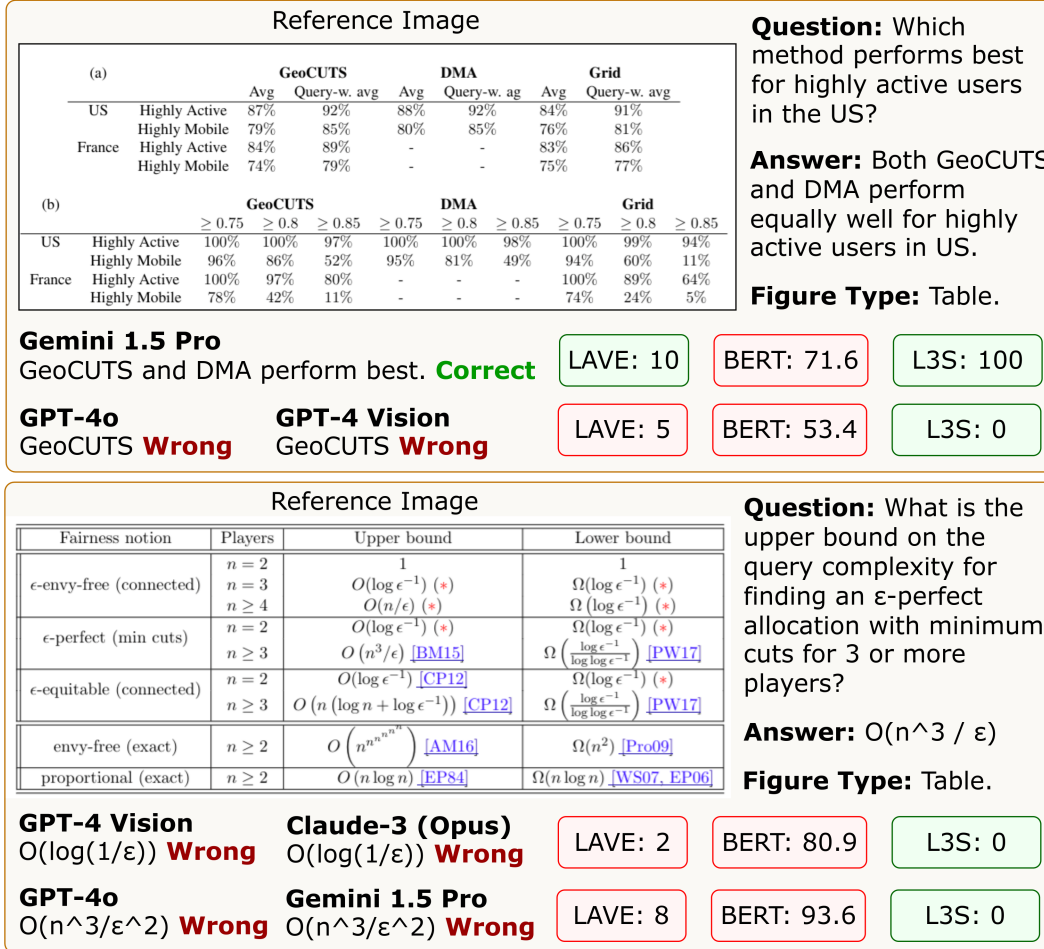 Reference Image
(a) GeoCUTS DMA Grid
Avg Query-w. avg Avg Query-w. ag Avg Query-w. avg
US Highly Active 87% 92% 88% 92% 84% 91%
Highly Mobile 79% 85% 80% 85% 76% 81%
France Highly Active 84% 89% - - 83% 86%
Highly Mobile 74% 79% - - 75% 77%
(b) GeoCUTS DMA Grid
≥ 0.75 ≥ 0.8 ≥ 0.85 ≥ 0.75 ≥ 0.8 ≥ 0.85 ≥ 0.75 ≥ 0.8 ≥ 0.85
US Highly Active 100% 100% 97% 100% 100% 98% 100% 99% 94%
Highly Mobile 96% 86% 52% 95% 81% 49% 94% 60% 11%
France Highly Active 100% 97% 80% - - - 100% 89% 64%
Highly Mobile 78% 42% 11% - - - 74% 24% 5%
Question: Which
method performs best
for highly active users
in the US?
Answer: Both GeoCUTS
and DMA perform
equally well for highly
active users in US.
Figure Type: Table.
Gemini 1.5 Pro
GeoCUTS and DMA perform best. Correct
LAVE: 10 BERT: 71.6 L3S: 100
GPT-4o GPT-4 Vision
GeoCUTS Wrong GeoCUTS Wrong
LAVE: 5 BERT: 53.4 L3S: 0
Reference Image
Fairness notion Players Upper bound Lower bound
n = 2 1 1
ϵ-envy-free (connected) n = 3 O(log ϵ^−1) (*) Ω(log ϵ^−1) (*)
n ≥ 4 O(n/ϵ) (*) Ω (log ϵ^−1) (*)
ϵ-perfect (min cuts) n = 2 O(log ϵ^−1) (*) Ω(log ϵ^−1) (*)
n ≥ 3 O (n^3/ϵ) [BM15] Ω (log ϵ^−1 / log log ϵ^−1) [PW17]
ϵ-equitable (connected) n = 2 O(log ϵ^−1) [CP12] Ω(log ϵ^−1) (*)
n ≥ 3 O (n (log n + log ϵ^−1)) [CP12] Ω (log ϵ^−1 / log log ϵ^−1) [PW17]
envy-free (exact) n ≥ 2 O (n^n^n^n^n^n) [AM16] Ω(n^2) [Pro09]
proportional (exact) n ≥ 2 O (n log n) [EP84] Ω(n log n) [WS07, EP06]
Question: What is the
upper bound on the
query complexity for
finding an ε-perfect
allocation with minimum
cuts for 3 or more
players?
Answer: O(n^3 / ε)
Figure Type: Table.
GPT-4 Vision Claude-3 (Opus)
O(log(1/ε)) Wrong O(log(1/ε)) Wrong
LAVE: 2 BERT: 80.9 L3S: 0
GPT-4o Gemini 1.5 Pro
O(n^3/ε^2) Wrong O(n^3/ε^2) Wrong
LAVE: 8 BERT: 93.6 L3S: 0